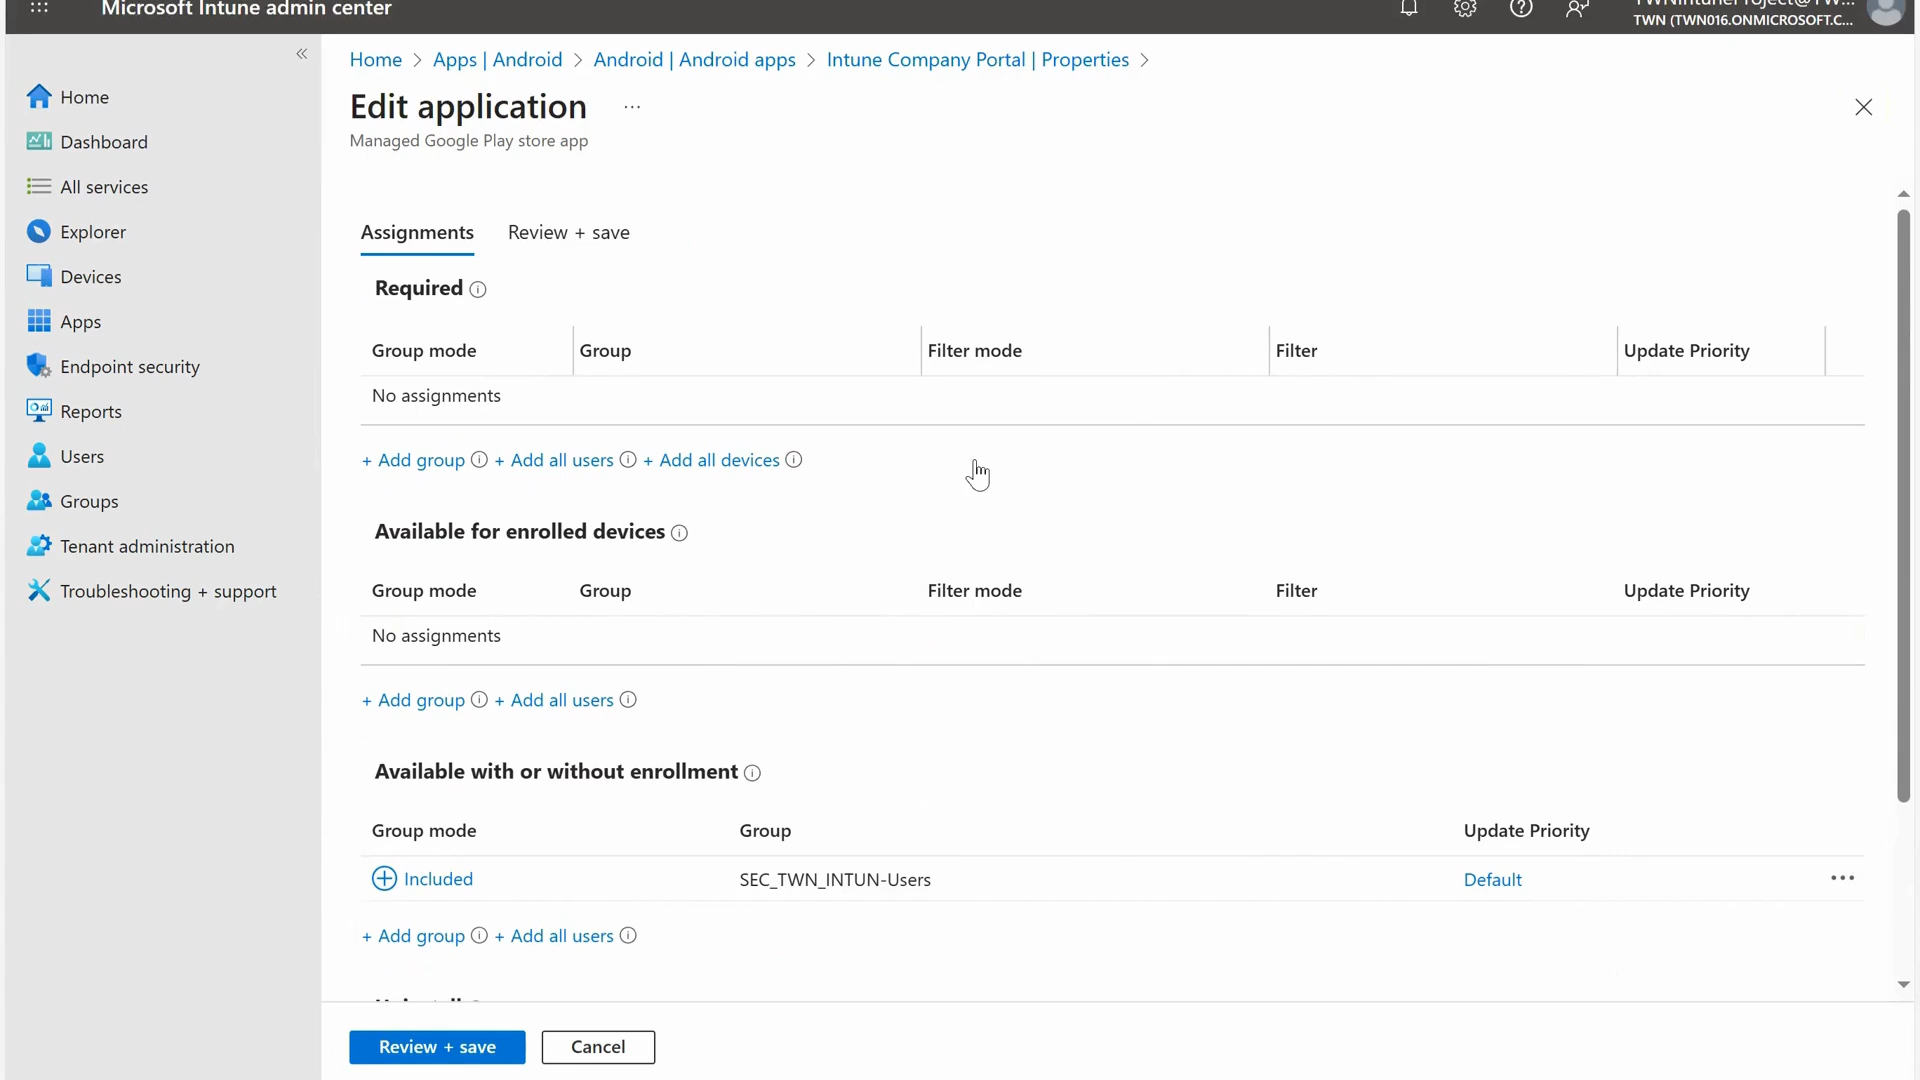 Microsoft Intune admin center
TWN (TWN016.ONMICROSOFT.C...
Home > Apps | Android > Android | Android apps > Intune Company Portal | Properties >
Edit application ...
Managed Google Play store app
Home
Dashboard
All services
Explorer
Devices
Apps
Endpoint security
Reports
Users
Groups
Tenant administration
Troubleshooting + support
Assignments Review + save
Required
Group mode Group Filter mode Filter Update Priority
No assignments
+ Add group + Add all users + Add all devices
Available for enrolled devices
Group mode Group Filter mode Filter Update Priority
No assignments
+ Add group + Add all users
Available with or without enrollment
Group mode Group Update Priority
Included SEC_TWN_INTUN-Users Default ...
+ Add group + Add all users
Review + save Cancel